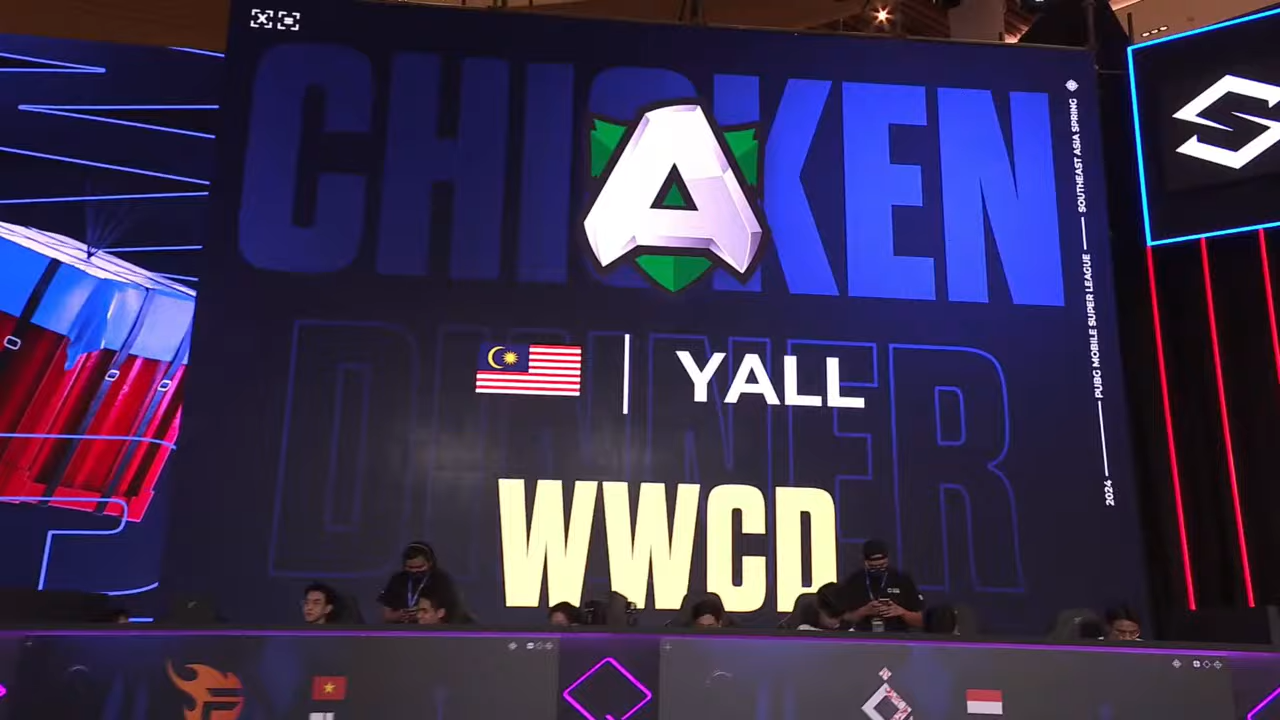 CHICKEN
YALL
DINNER
WWCD
2024 PUBG MOBILE SUPER LEAGUE SOUTHEAST ASIA SPRING